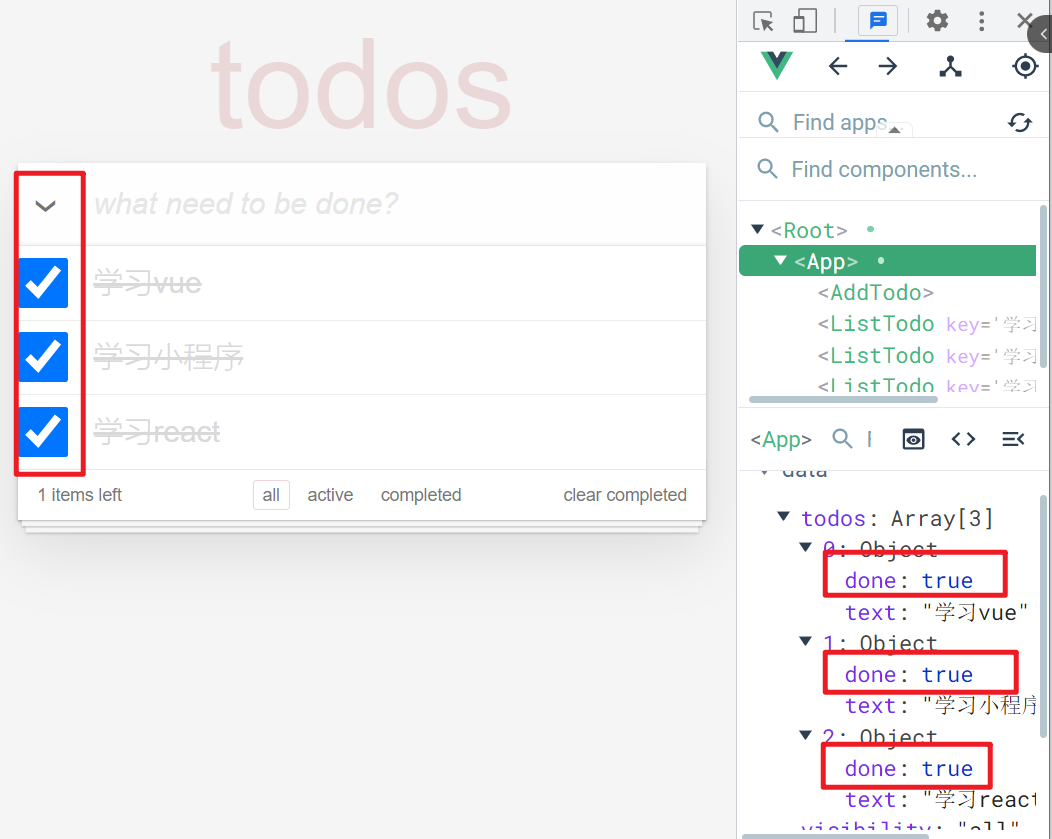 todos
what need to be done?
学习vue
学习小程序
学习react
1 items left
all
active
completed
clear completed
Find apps...
Find components...
<Root>
<App>
<AddTodo>
<ListTodo key='学习
<ListTodo key='学习
<ListTodo key='学习
<App>
data
todos: Array[3]
0: Object
done: true
text: "学习vue"
1: Object
done: true
text: "学习小程序
2: Object
done: true
text: "学习react
visibility: "all"